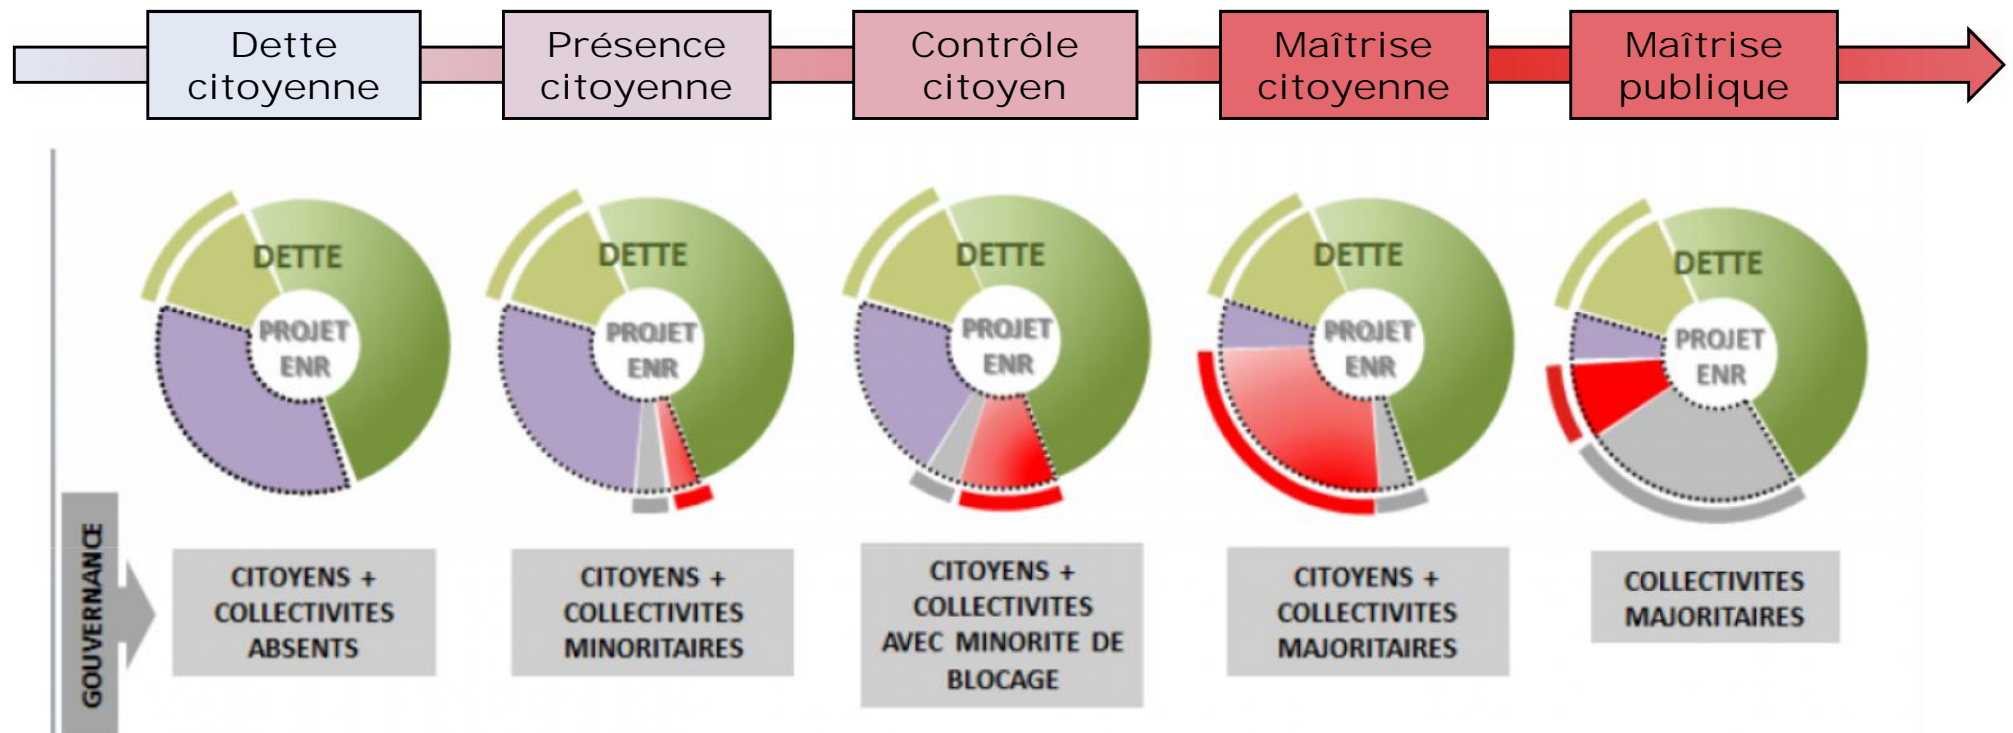 Dette
citoyenne
Présence
citoyenne
Contrôle
citoyen
Maîtrise
citoyenne
Maîtrise
publique
DETTE
PROJET
ENR
DETTE
PROJET
ENR
DETTE
PROJET
ENR
DETTE
PROJET
ENR
DETTE
PROJET
ENR
GOUVERNANCE
CITOYENS +
COLLECTIVITES
ABSENTS
CITOYENS +
COLLECTIVITES
MINORITAIRES
CITOYENS +
COLLECTIVITES
AVEC MINORITE DE
BLOCAGE
CITOYENS +
COLLECTIVITES
MAJORITAIRES
COLLECTIVITES
MAJORITAIRES